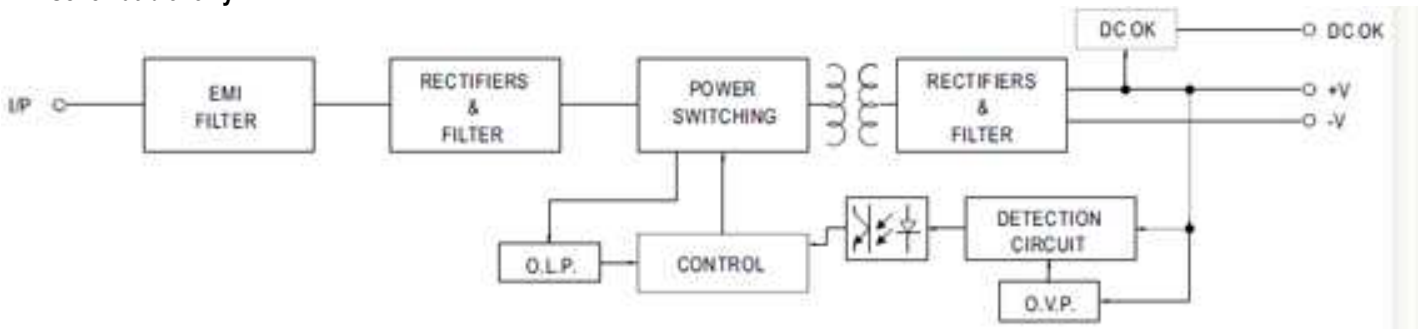 DC OK
DC OK
I/P
EMI
FILTER
RECTIFIERS
&
FILTER
POWER
SWITCHING
RECTIFIERS
&
FILTER
+V
-V
O.L.P.
CONTROL
DETECTION
CIRCUIT
O.V.P.